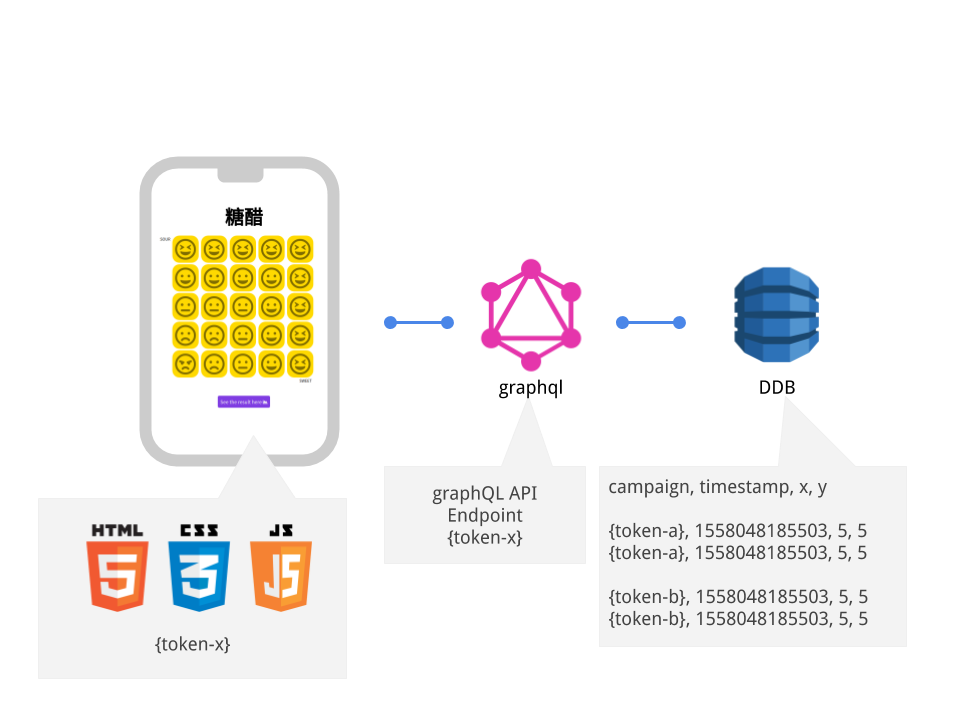 糖醋
SOUR
SWEET
See the result here
graphql
DDB
graphQL API
Endpoint
{token-x}
campaign, timestamp, x, y
{token-a}, 1558048185503, 5, 5
{token-a}, 1558048185503, 5, 5
{token-b}, 1558048185503, 5, 5
{token-b}, 1558048185503, 5, 5
HTML CSS JS
5 3 JS
{token-x}